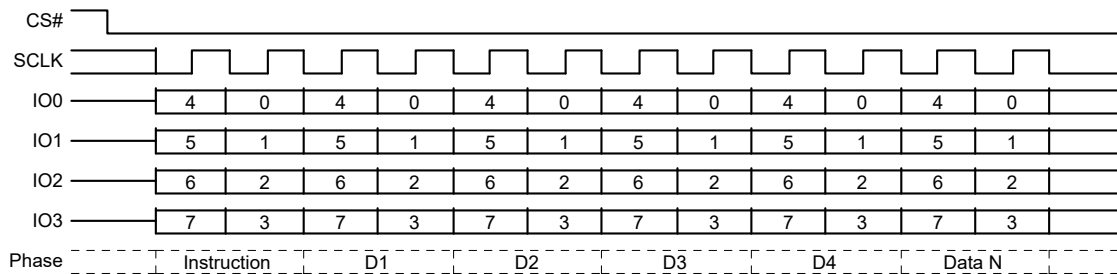 CS#
SCLK
IO0 4 0 4 0 4 0 4 0 4 0 4 0
IO1 5 1 5 1 5 1 5 1 5 1 5 1
IO2 6 2 6 2 6 2 6 2 6 2 6 2
IO3 7 3 7 3 7 3 7 3 7 3 7 3
Phase Instruction D1 D2 D3 D4 Data N